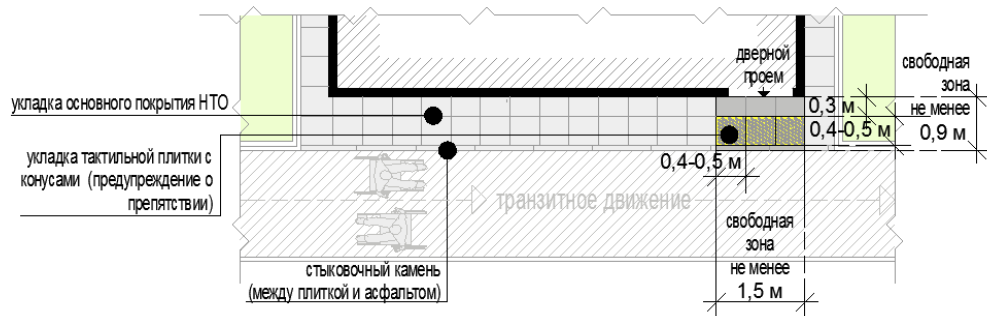 дверной
проем
свободная
зона
не менее
0,9 м
0,3 м
0,4-0,5 м
укладка основного покрытия НТО
укладка тактильной плитки с
конусами (предупреждение о
препятствии)
0,4-0,5 м
транзитное движение
свободная
зона
не менее
1,5 м
стыковочный камень
(между плиткой и асфальтом)